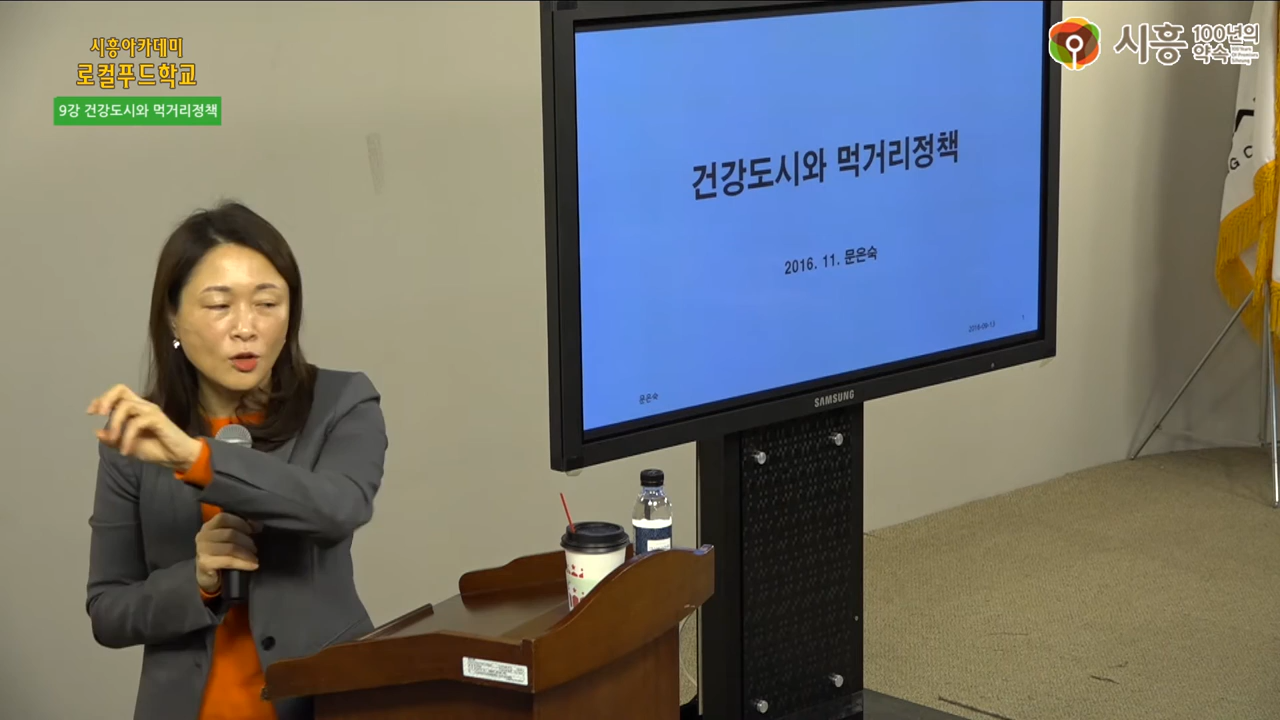 시흥아카데미
로컬푸드학교
9강 건강도시와 먹거리정책
시흥 100년의 약속
건강도시와 먹거리정책
2016. 11. 문은숙
문은숙
1
SAMSUNG